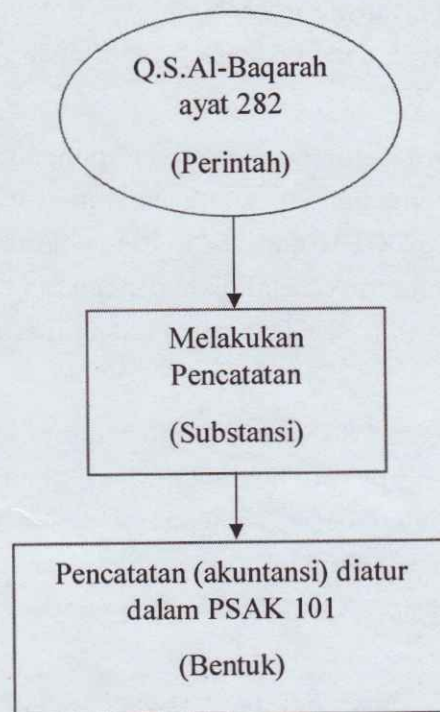 Q.S.Al-Baqarah
ayat 282
(Perintah)
Melakukan
Pencatatan
(Substansi)
Pencatatan (akuntansi) diatur
dalam PSAK 101
(Bentuk)